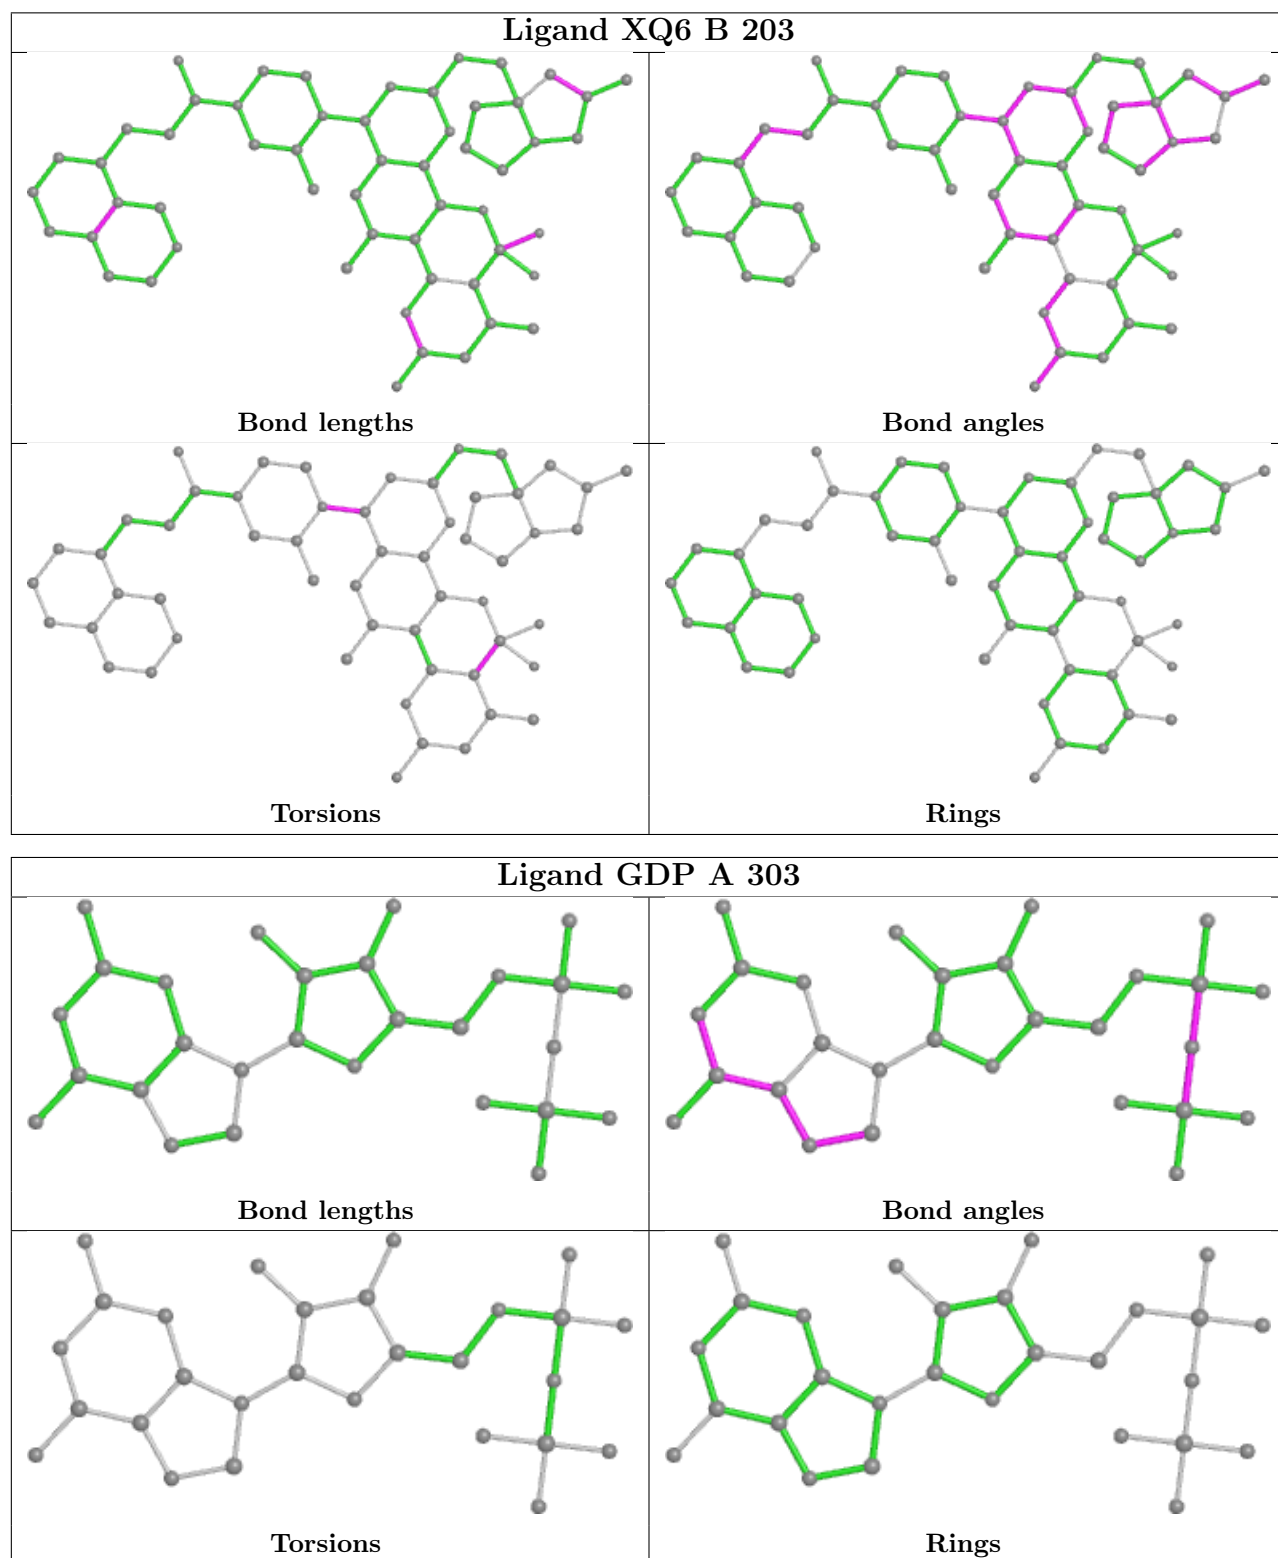 Ligand XQ6 B 203
Bond lengths
Bond angles
Torsions
Rings
Ligand GDP A 303
Bond lengths
Bond angles
Torsions
Rings